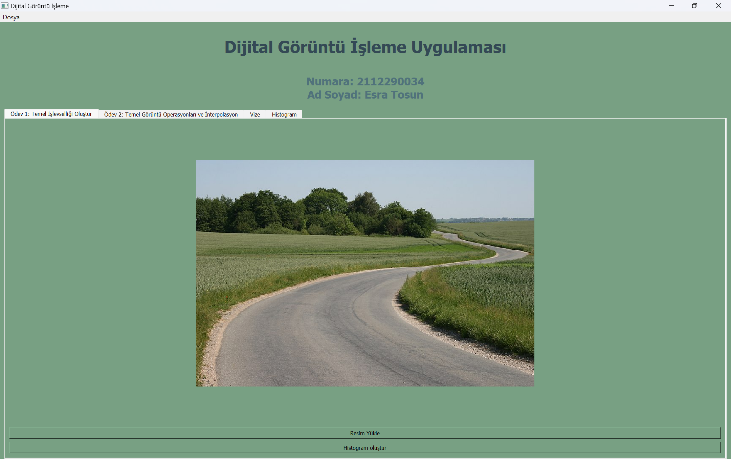 Dijital Görüntü İşleme
Dosya
Dijital Görüntü İşleme Uygulaması
Numara: 2112290034
Ad Soyad: Esra Tosun
Ödev 1: Temel İşlevselliği Oluştur
Ödev 2: Temel Görüntü Operasyonları ve İnterpolasyon
Vize
Histogram
Resim Yükle
Histogram oluştur